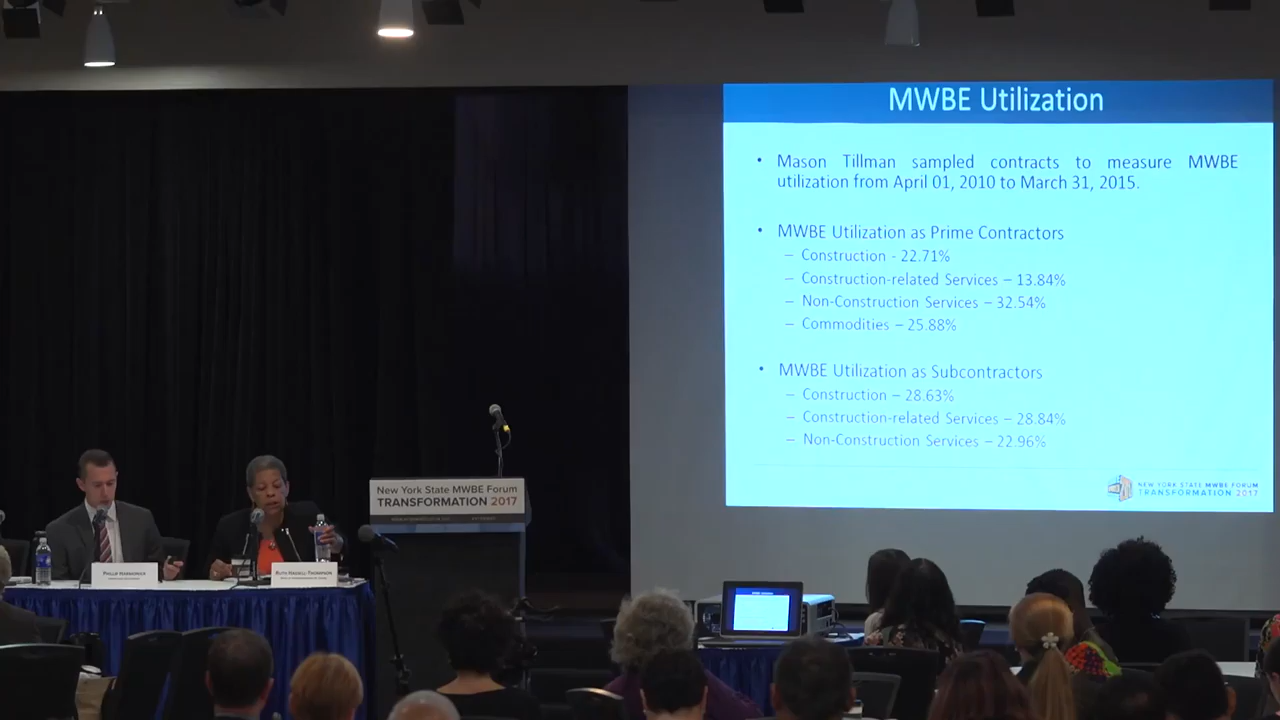 MWBE Utilization
• Mason Tillman sampled contracts to measure MWBE
utilization from April 01, 2010 to March 31, 2015.
• MWBE Utilization as Prime Contractors
– Construction - 22.71%
– Construction-related Services – 13.84%
– Non-Construction Services – 32.54%
– Commodities – 25.88%
• MWBE Utilization as Subcontractors
– Construction – 28.63%
– Construction-related Services – 28.84%
– Non-Construction Services – 22.96%
NEW YORK STATE MWBE FORUM
TRANSFORMATION 2017
New York State MWBE Forum
TRANSFORMATION 2017
RUTH HASSELL-THOMPSON